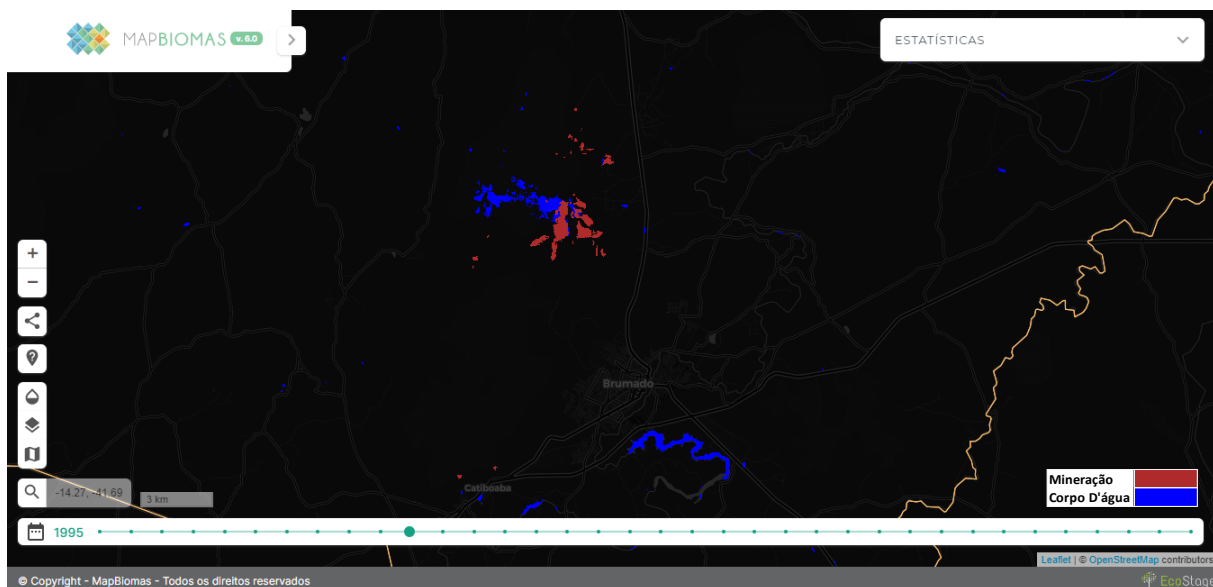 MAPBIOMAS v. 6.0
ESTATÍSTICAS
+
−
Brumado
Catiboaba
-14.27, -41.69
3 km
Mineração
Corpo D'água
1995
Leaflet | © OpenStreetMap contributors
© Copyright - MapBiomas - Todos os direitos reservados
EcoStage